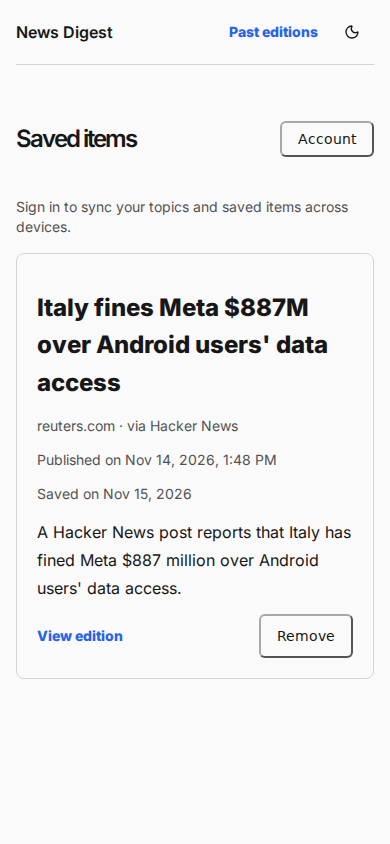 News Digest
Past editions
Saved items
Account
Sign in to sync your topics and saved items across
devices.
Italy fines Meta $887M
over Android users' data
access
reuters.com · via Hacker News
Published on Nov 14, 2026, 1:48 PM
Saved on Nov 15, 2026
A Hacker News post reports that Italy has
fined Meta $887 million over Android
users' data access.
View edition
Remove